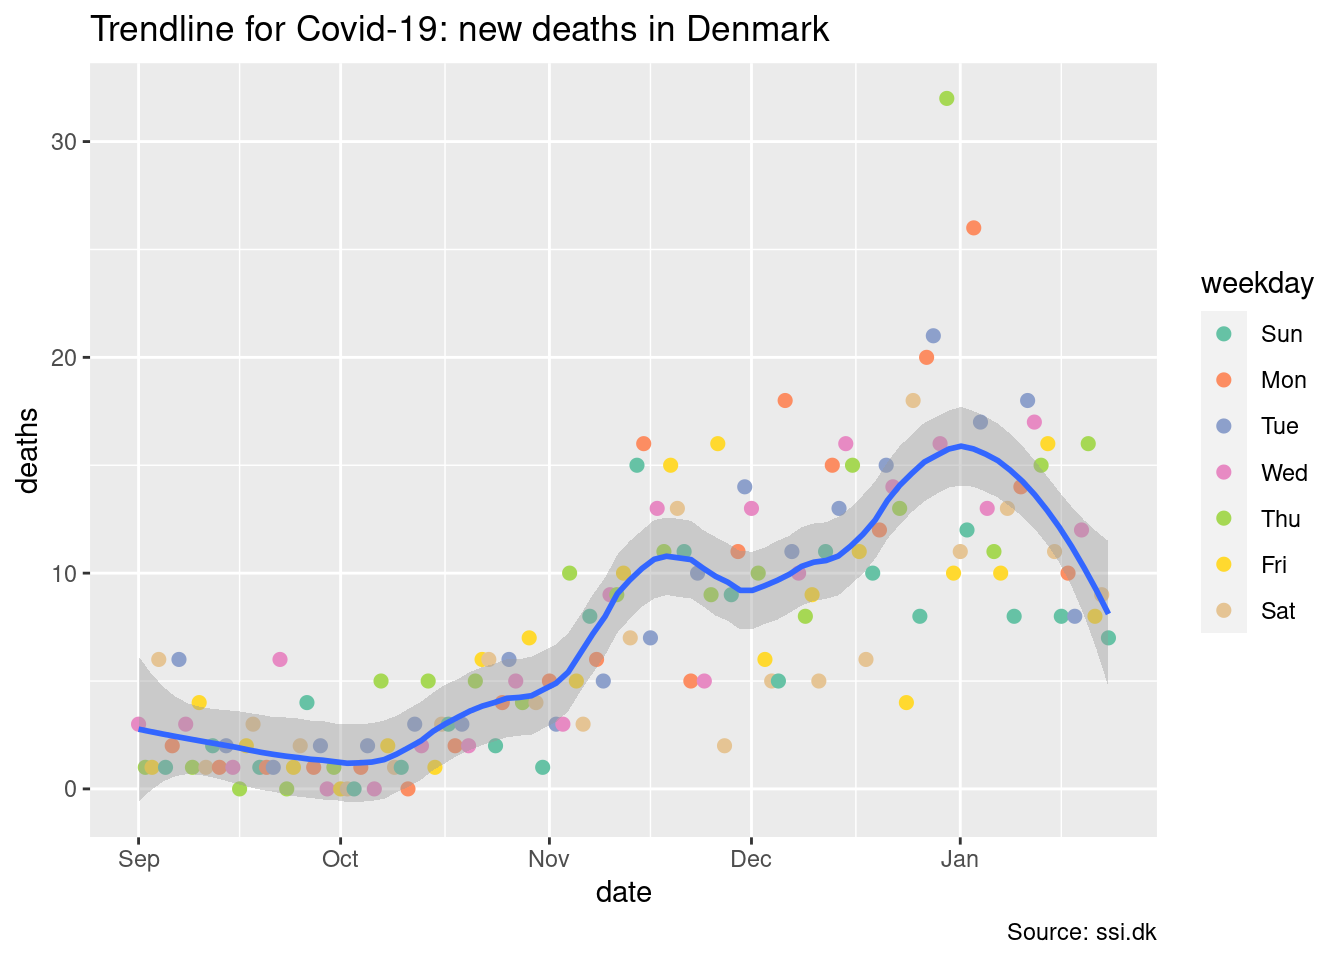 Trendline for Covid-19: new deaths in Denmark
30
20
10
0
deaths
Sep
Oct
Nov
Dec
Jan
date
weekday
Sun
Mon
Tue
Wed
Thu
Fri
Sat
Source: ssi.dk